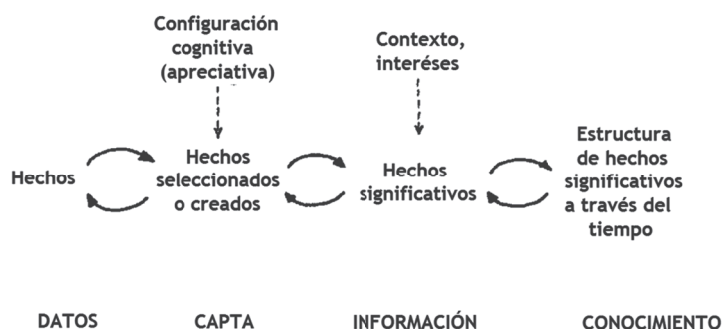 Configuración
cognitiva
(apreciativa)
Contexto,
interéses
Hechos
Hechos
seleccionados
o creados
Hechos
significativos
Estructura
de hechos
significativos
a través del
tiempo
DATOS
CAPTA
INFORMACIÓN
CONOCIMIENTO